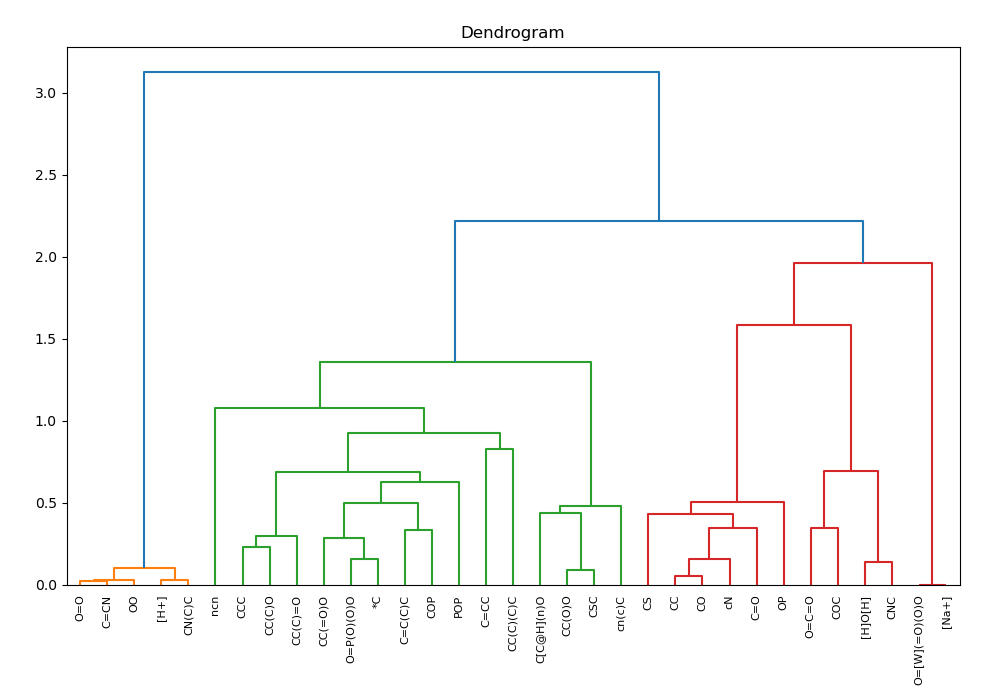 Dendrogram
3.0
2.5
2.0
1.5
1.0
0.5
0.0
O=O
C=CN
OO
[H+]
CN(C)C
ncn
CCC
CC(C)O
CC(C)=O
CC(=O)O
O=P(O)(O)O
*C
C=C(C)C
COP
POP
C=CC
CC(C)(C)C
C[C@H](n)O
CC(O)O
CSC
cn(c)C
CS
CC
CO
cN
C=O
OP
O=C=O
COC
[H]O[H]
CNC
O=[W](=O)(O)O
[Na+]